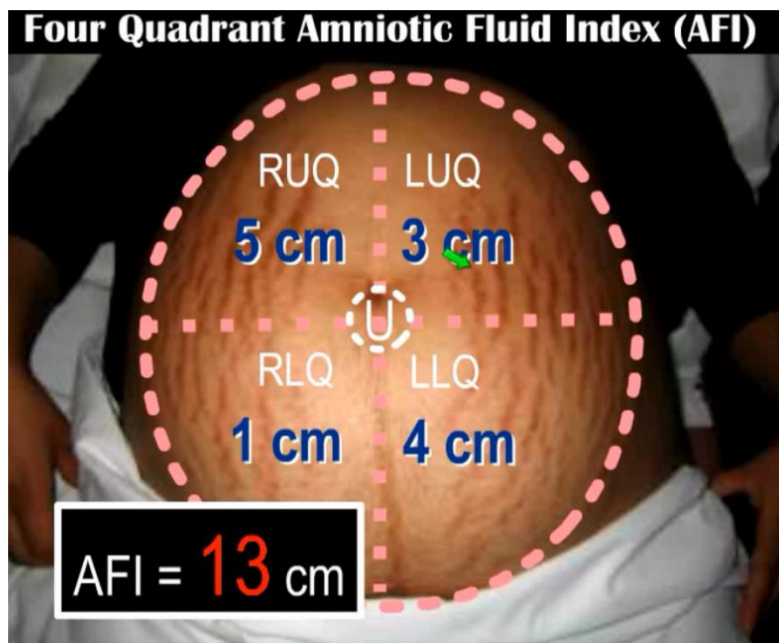 Four Quadrant Amniotic Fluid Index (AFI)
RUQ LUQ
5 cm 3 cm
U
RLQ LLQ
1 cm 4 cm
AFI = 13 cm